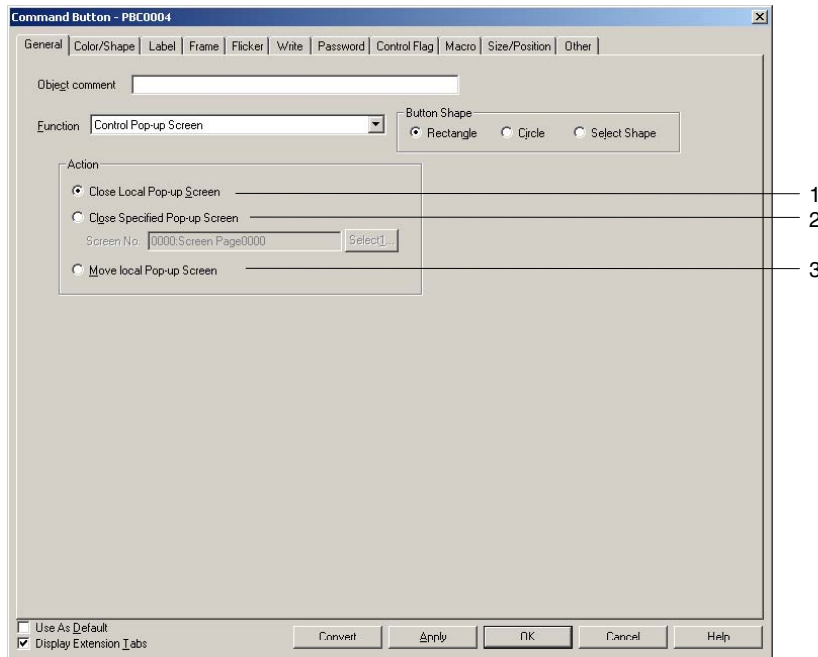 Command Button - PBC0004
General Color/Shape Label Frame Flicker Write Password Control Flag Macro Size/Position Other
Object comment
Function Control Pop-up Screen
Button Shape
Rectangle Circle Select Shape
Action
Close Local Pop-up Screen 1
Close Specified Pop-up Screen 2
Screen No. 0000:Screen Page0000 Select1...
Move local Pop-up Screen 3
Use As Default
Display Extension Tabs
Convert Apply OK Cancel Help